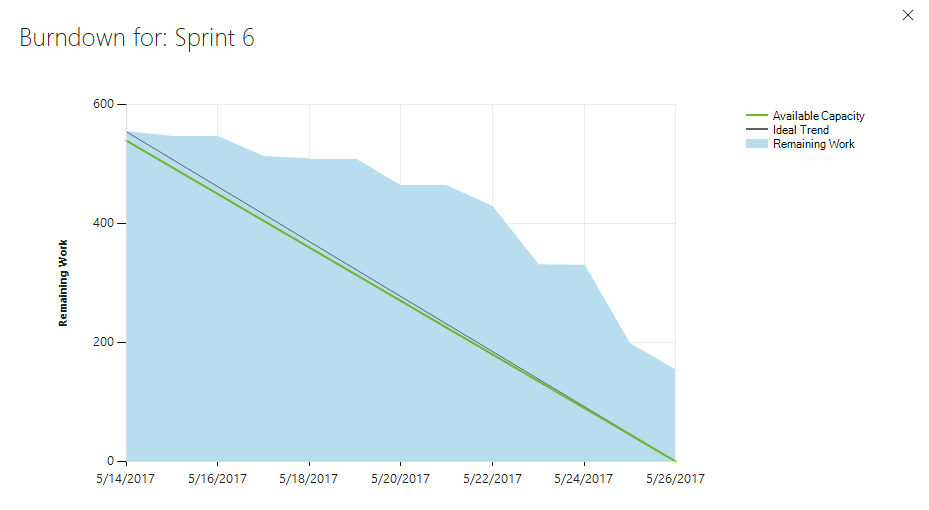 Burndown for: Sprint 6
600
400
200
0
Remaining Work
5/14/2017 5/16/2017 5/18/2017 5/20/2017 5/22/2017 5/24/2017 5/26/2017
Available Capacity
Ideal Trend
Remaining Work